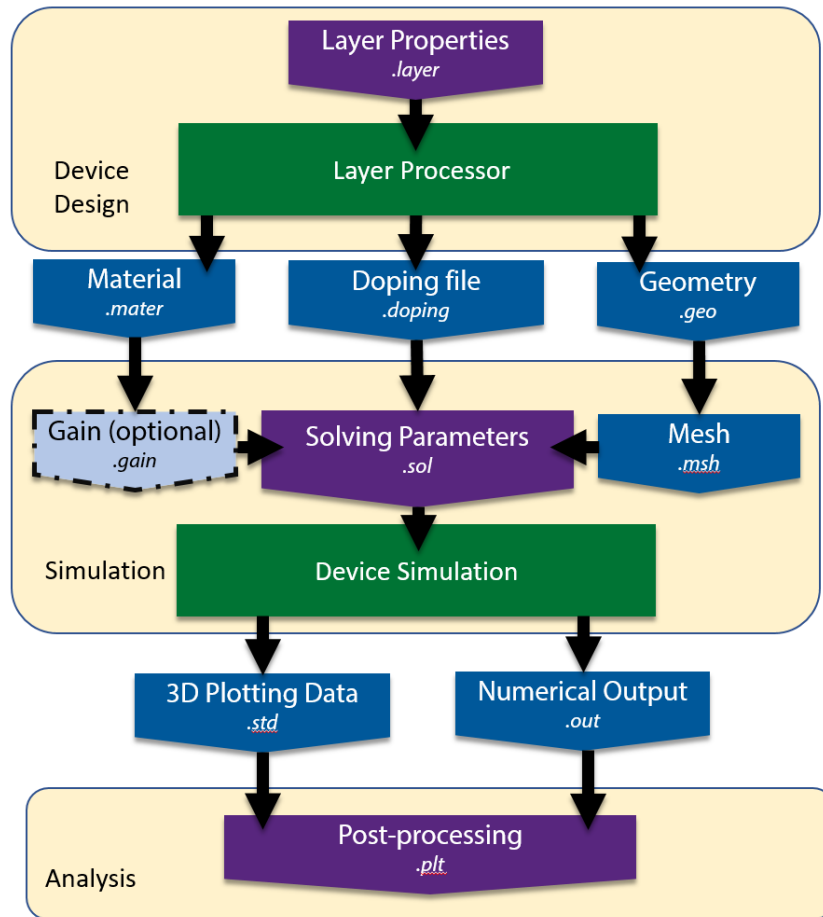 Layer Properties
.layer
Device
Design
Layer Processor
Material
.mater
Doping file
.doping
Geometry
.geo
Gain (optional)
.gain
Solving Parameters
.sol
Mesh
.msh
Simulation
Device Simulation
3D Plotting Data
.std
Numerical Output
.out
Post-processing
.plt
Analysis